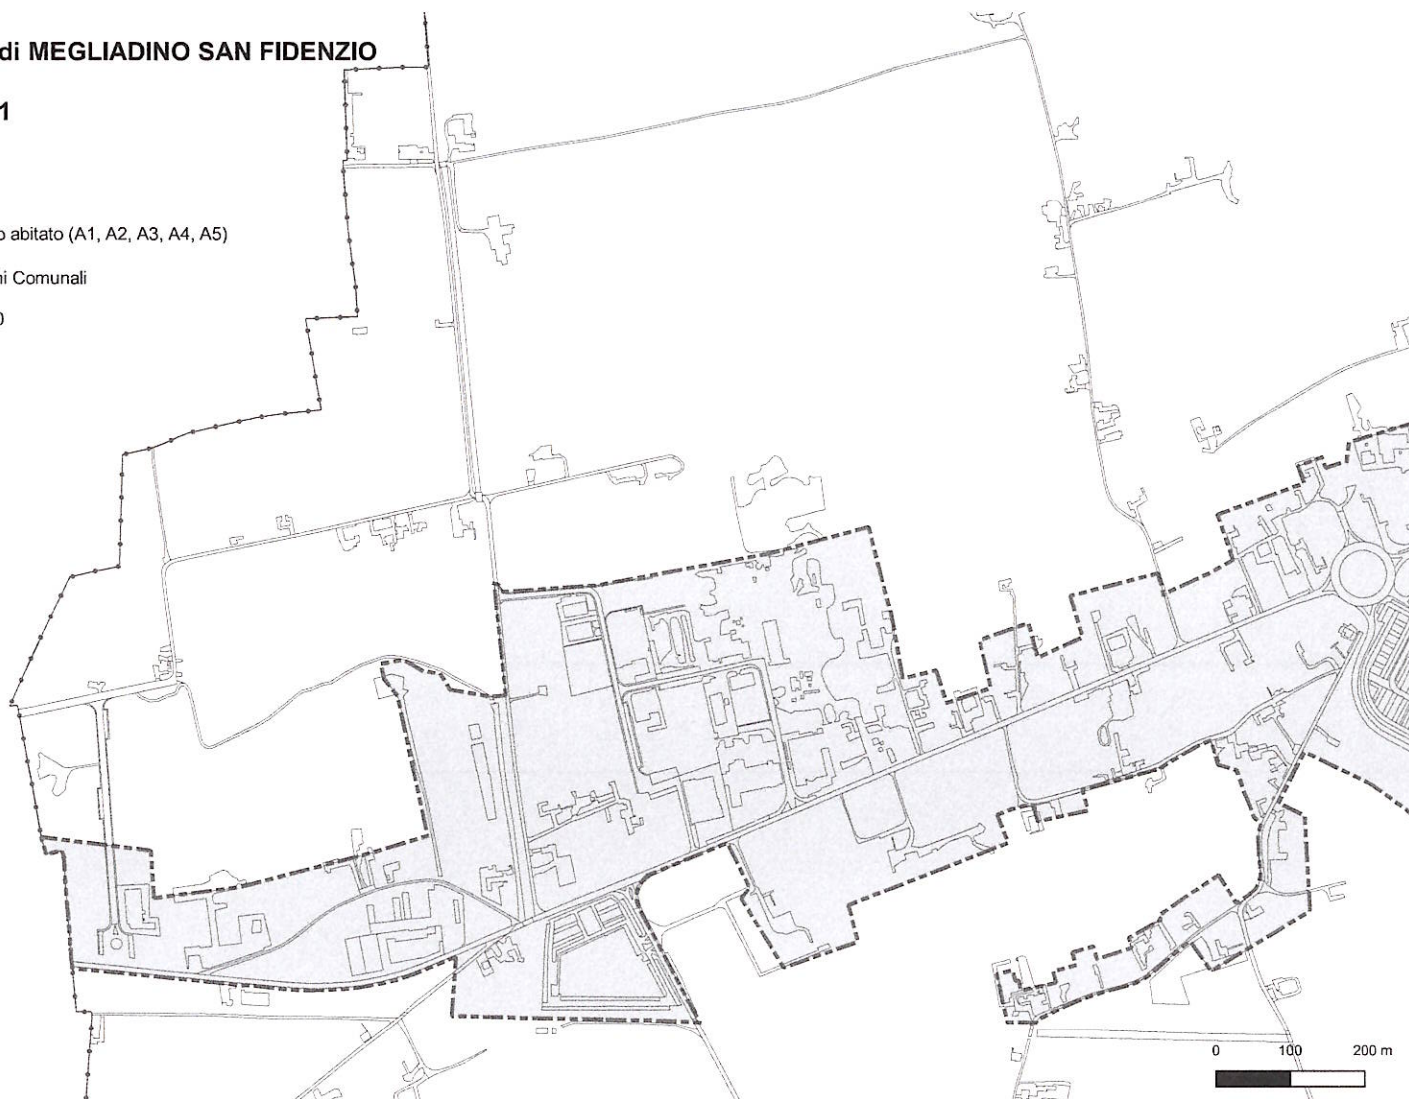 di MEGLIADINO SAN FIDENZIO
1
o abitato (A1, A2, A3, A4, A5)
ni Comunali
0
0 100 200 m